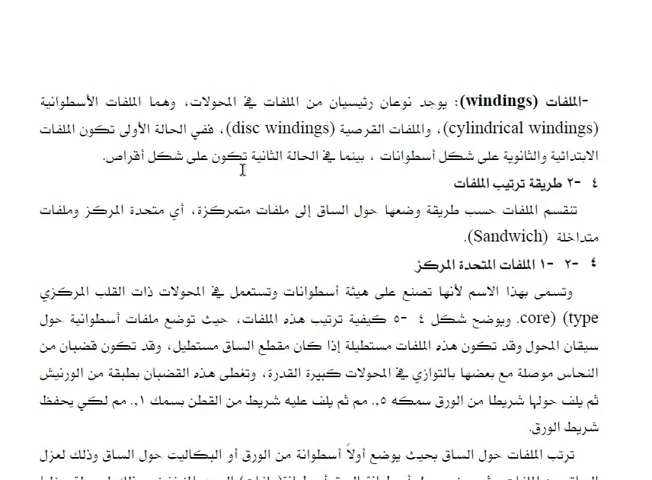 -الملفات (windings): يوجد نوعان رئيسيان من الملفات في المحولات، وهما الملفات الأسطوانية
(cylindrical windings)، والملفات القرصية (disc windings)، ففي الحالة الأولى تكون الملفات
الابتدائية والثانوية على شكل أسطوانات ، بينما في الحالة الثانية تكون على شكل أقراص.
٤ -٢ طريقة ترتيب الملفات
تنقسم الملفات حسب طريقة وضعها حول الساق إلى ملفات متمركزة، أي متحدة المركز وملفات
متداخلة (Sandwich).
٤ -٢ -١ الملفات المتحدة المركز
وتسمى بهذا الاسم لأنها تصنع على هيئة أسطوانات وتستعمل في المحولات ذات القلب المركزي
(core (type. ويوضح شكل ٤ -٥ كيفية ترتيب هذه الملفات، حيث توضع ملفات أسطوانية حول
سيقان المحول وقد تكون هذه الملفات مستطيلة إذا كان مقطع الساق مستطيل، وقد تكون قضبان من
النحاس موصلة مع بعضها بالتوازي في المحولات كبيرة القدرة، وتغطى هذه القضبان بطبقة من الورنيش
ثم يلف حولها شريطا من الورق سمكه ٥,. مم ثم يلف عليه شريط من القطن بسمك ١,. مم لكي يحفظ
شريط الورق.
ترتب الملفات حول الساق بحيث يوضع أولاً أسطوانة من الورق أو البكاليت حول الساق وذلك لعزل